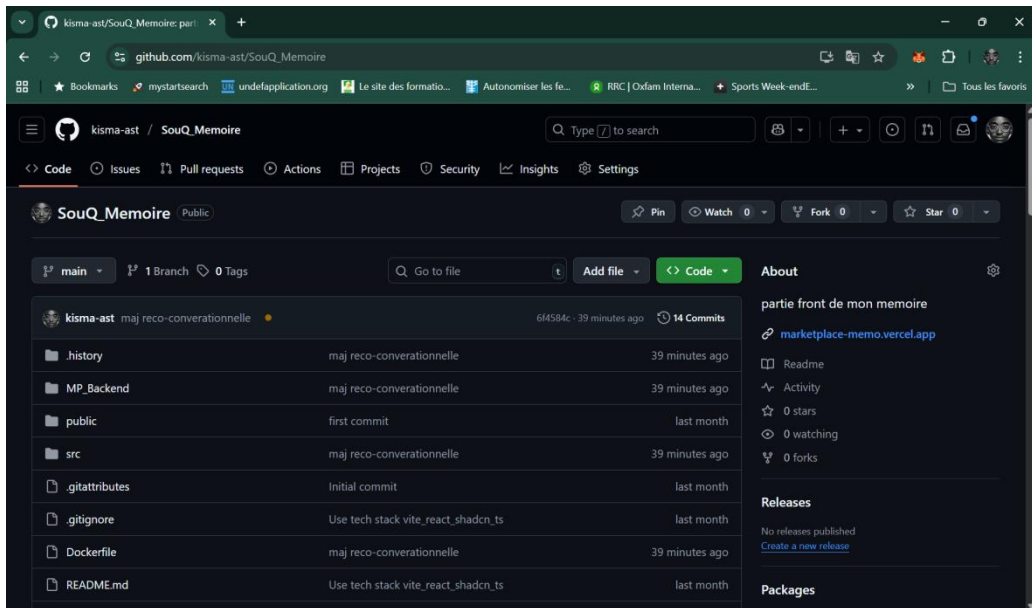 kisma-ast/SouQ_Memoire: part
github.com/kisma-ast/SouQ_Memoire
Bookmarks mystartsearch UN undefapplication.org Le site des formatio... Autonomiser les fe... RRC | Oxfam Interna... Sports Week-endE... » Tous les favoris
kisma-ast / SouQ_Memoire Type / to search
Code Issues Pull requests Actions Projects Security Insights Settings
SouQ_Memoire Public Pin Watch 0 Fork 0 Star 0
main 1 Branch 0 Tags Go to file t Add file Code About
partie front de mon memoire
kisma-ast maj reco-converationnelle 6f4584c · 39 minutes ago 14 Commits
marketplace-memo.vercel.app
.history maj reco-converationnelle 39 minutes ago
Readme
MP_Backend maj reco-converationnelle 39 minutes ago
Activity
public first commit last month
0 stars
0 watching
src maj reco-converationnelle 39 minutes ago
0 forks
.gitattributes Initial commit last month
Releases
.gitignore Use tech stack vite_react_shadcn_ts last month
No releases published
Create a new release
Dockerfile maj reco-converationnelle 39 minutes ago
README.md Use tech stack vite_react_shadcn_ts last month
Packages